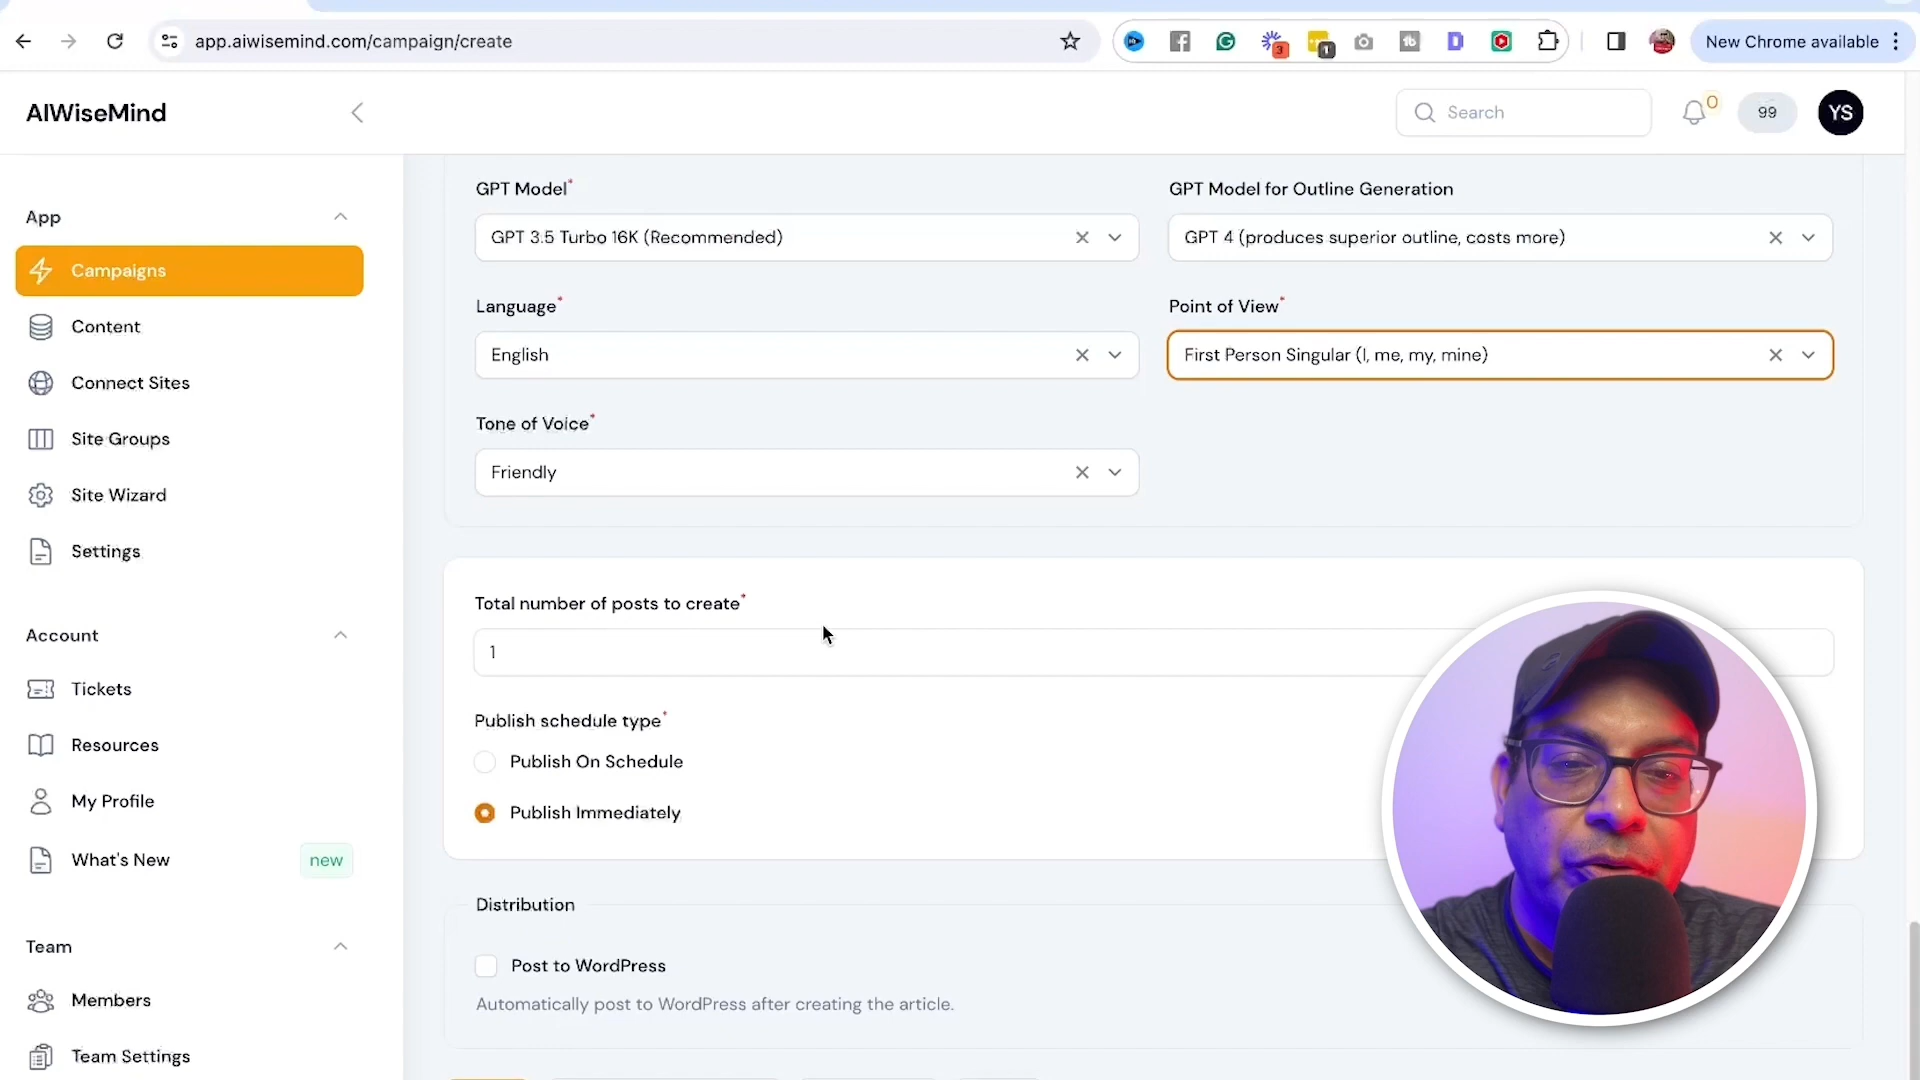 app.aiwisemind.com/campaign/create
3
1
New Chrome available
AIWiseMind
Search
0
99
YS
App
Campaigns
Content
Connect Sites
Site Groups
Site Wizard
Settings
Account
Tickets
Resources
My Profile
What's New
new
Team
Members
Team Settings
GPT Model*
GPT 3.5 Turbo 16K (Recommended)
GPT Model for Outline Generation
GPT 4 (produces superior outline, costs more)
Language*
English
Point of View*
First Person Singular (I, me, my, mine)
Tone of Voice*
Friendly
Total number of posts to create*
1
Publish schedule type*
Publish On Schedule
Publish Immediately
Distribution
Post to WordPress
Automatically post to WordPress after creating the article.